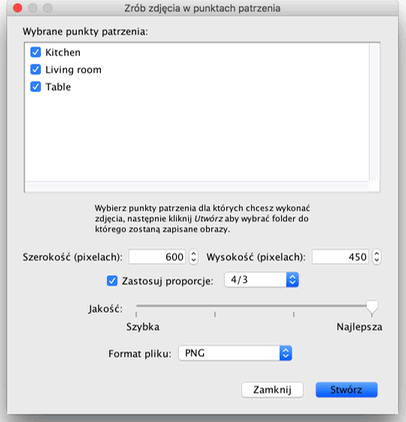 Zrób zdjęcia w punktach patrzenia
Wybrane punkty patrzenia:
Kitchen
Living room
Table
Wybierz punkty patrzenia dla których chcesz wykonać
zdjęcia, następnie kliknij Utwórz aby wybrać folder do
którego zostaną zapisane obrazy.
Szerokość (pixelach): 600 Wysokość (pixelach): 450
Zastosuj proporcje: 4/3
Jakość:
Szybka Najlepsza
Format pliku: PNG
Zamknij Stwórz